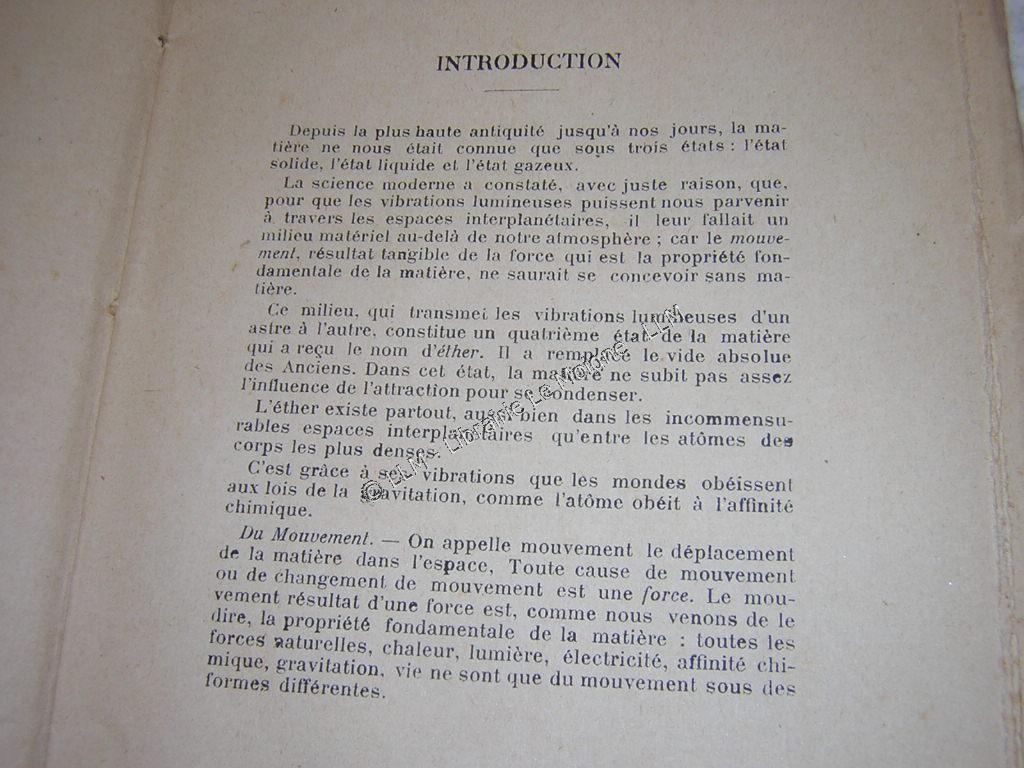 INTRODUCTION
Depuis la plus haute antiquité jusqu'à nos jours, la ma-
tière ne nous était connue que sous trois états : l'état
solide, l'état liquide et l'état gazeux.
La science moderne a constaté, avec juste raison, que,
pour que les vibrations lumineuses puissent nous parvenir
à travers les espaces interplanétaires, il leur fallait un
milieu matériel au-delà de notre atmosphère ; car le mouve-
ment, résultat tangible de la force qui est la propriété fon-
damentale de la matière, ne saurait se concevoir sans ma-
tière.
Ce milieu, qui transmet les vibrations lumineuses d'un
astre à l'autre, constitue un quatrième état de la matière
qui a reçu le nom d'éther. Il a remplacé le vide absolue
des Anciens. Dans cet état, la matière ne subit pas assez
l'influence de l'attraction pour se condenser.
L'éther existe partout, aussi bien dans les incommensu-
rables espaces interplanétaires qu'entre les atômes des
corps les plus denses.
C'est grâce à ses vibrations que les mondes obéissent
aux lois de la gravitation, comme l'atôme obéit à l'affinité
chimique.
Du Mouvement. — On appelle mouvement le déplacement
de la matière dans l'espace, Toute cause de mouvement
ou de changement de mouvement est une force. Le mou-
vement résultat d'une force est, comme nous venons de le
dire, la propriété fondamentale de la matière : toutes les
forces naturelles, chaleur, lumière, électricité, affinité chi-
mique, gravitation, vie ne sont que du mouvement sous des
formes différentes.
© LLM - Librairie Le Moloñe LLM